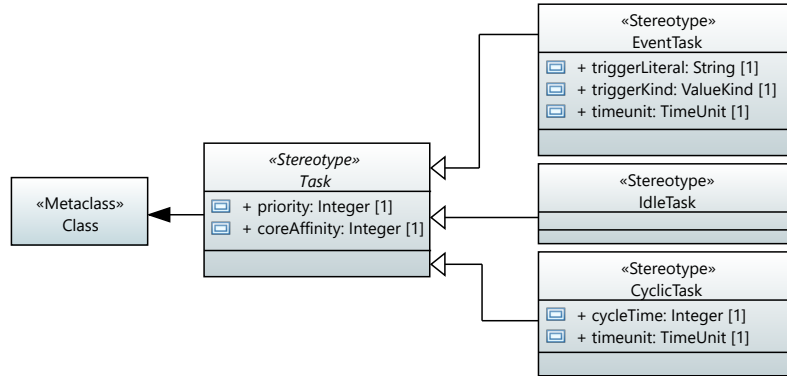 «Metaclass»
Class
«Stereotype»
Task
+ priority: Integer [1]
+ coreAffinity: Integer [1]
«Stereotype»
EventTask
+ triggerLiteral: String [1]
+ triggerKind: ValueKind [1]
+ timeunit: TimeUnit [1]
«Stereotype»
IdleTask
«Stereotype»
CyclicTask
+ cycleTime: Integer [1]
+ timeunit: TimeUnit [1]